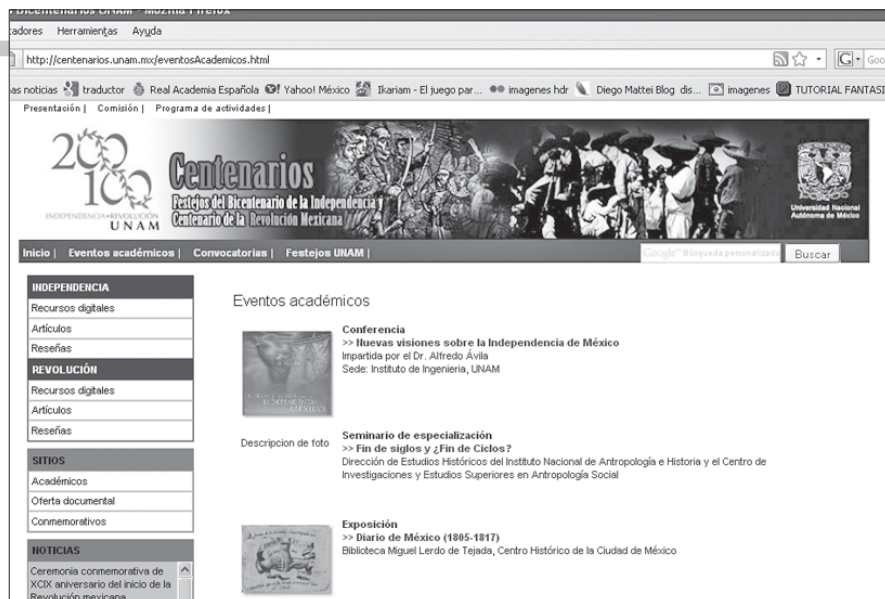 Bicentenarios UNAM - Mozilla Firefox
cadores Herramientas Ayuda
http://centenarios.unam.mx/eventosAcademicos.html
G Goo
as noticias traductor Real Academia Española Yahoo! México Ikariam - El juego par... imagenes hdr Diego Mattei Blog dis... imagenes TUTORIAL FANTASI
Presentación | Comisión | Programa de actividades |
200
100
INDEPENDENCIA•REVOLUCIÓN
UNAM
Centenarios
Festejos del Bicentenario de la Independencia y
Centenario de la Revolución Mexicana
Universidad Nacional
Autónoma de México
Inicio | Eventos académicos | Convocatorias | Festejos UNAM |
Google™ Búsqueda personalizada Buscar
INDEPENDENCIA
Recursos digitales
Artículos
Reseñas
REVOLUCIÓN
Recursos digitales
Artículos
Reseñas
SITIOS
Académicos
Oferta documental
Conmemorativos
NOTICIAS
Ceremonia conmemorativa de
XCIX aniversario del inicio de la
Revolución mexicana
Eventos académicos
Conferencia
>> Nuevas visiones sobre la Independencia de México
Impartida por el Dr. Alfredo Ávila
Sede: Instituto de Ingenieria, UNAM
Descripcion de foto
Seminario de especialización
>> Fin de siglos y ¿Fin de Ciclos?
Dirección de Estudios Históricos del Instituto Nacional de Antropología e Historia y el Centro de
Investigaciones y Estudios Superiores en Antropología Social
Exposición
>> Diario de México (1805-1817)
Biblioteca Miguel Lerdo de Tejada, Centro Histórico de la Ciudad de México